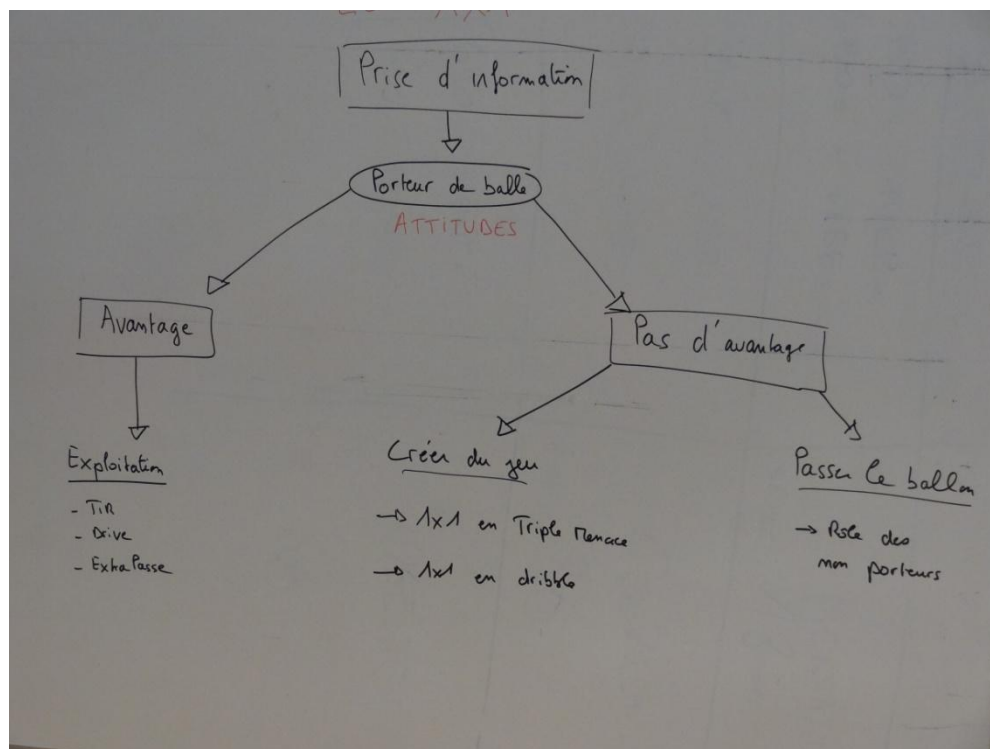 Prise d'information
Porteur de balle
ATTITUDES
Avantage
Pas d'avantage
Exploitation
- TiR
- Drive
- Extra Passe
Créer du jeu
→ 1x1 en Triple Menace
→ 1x1 en dribble
Passer le ballon
→ Role des
non porteurs